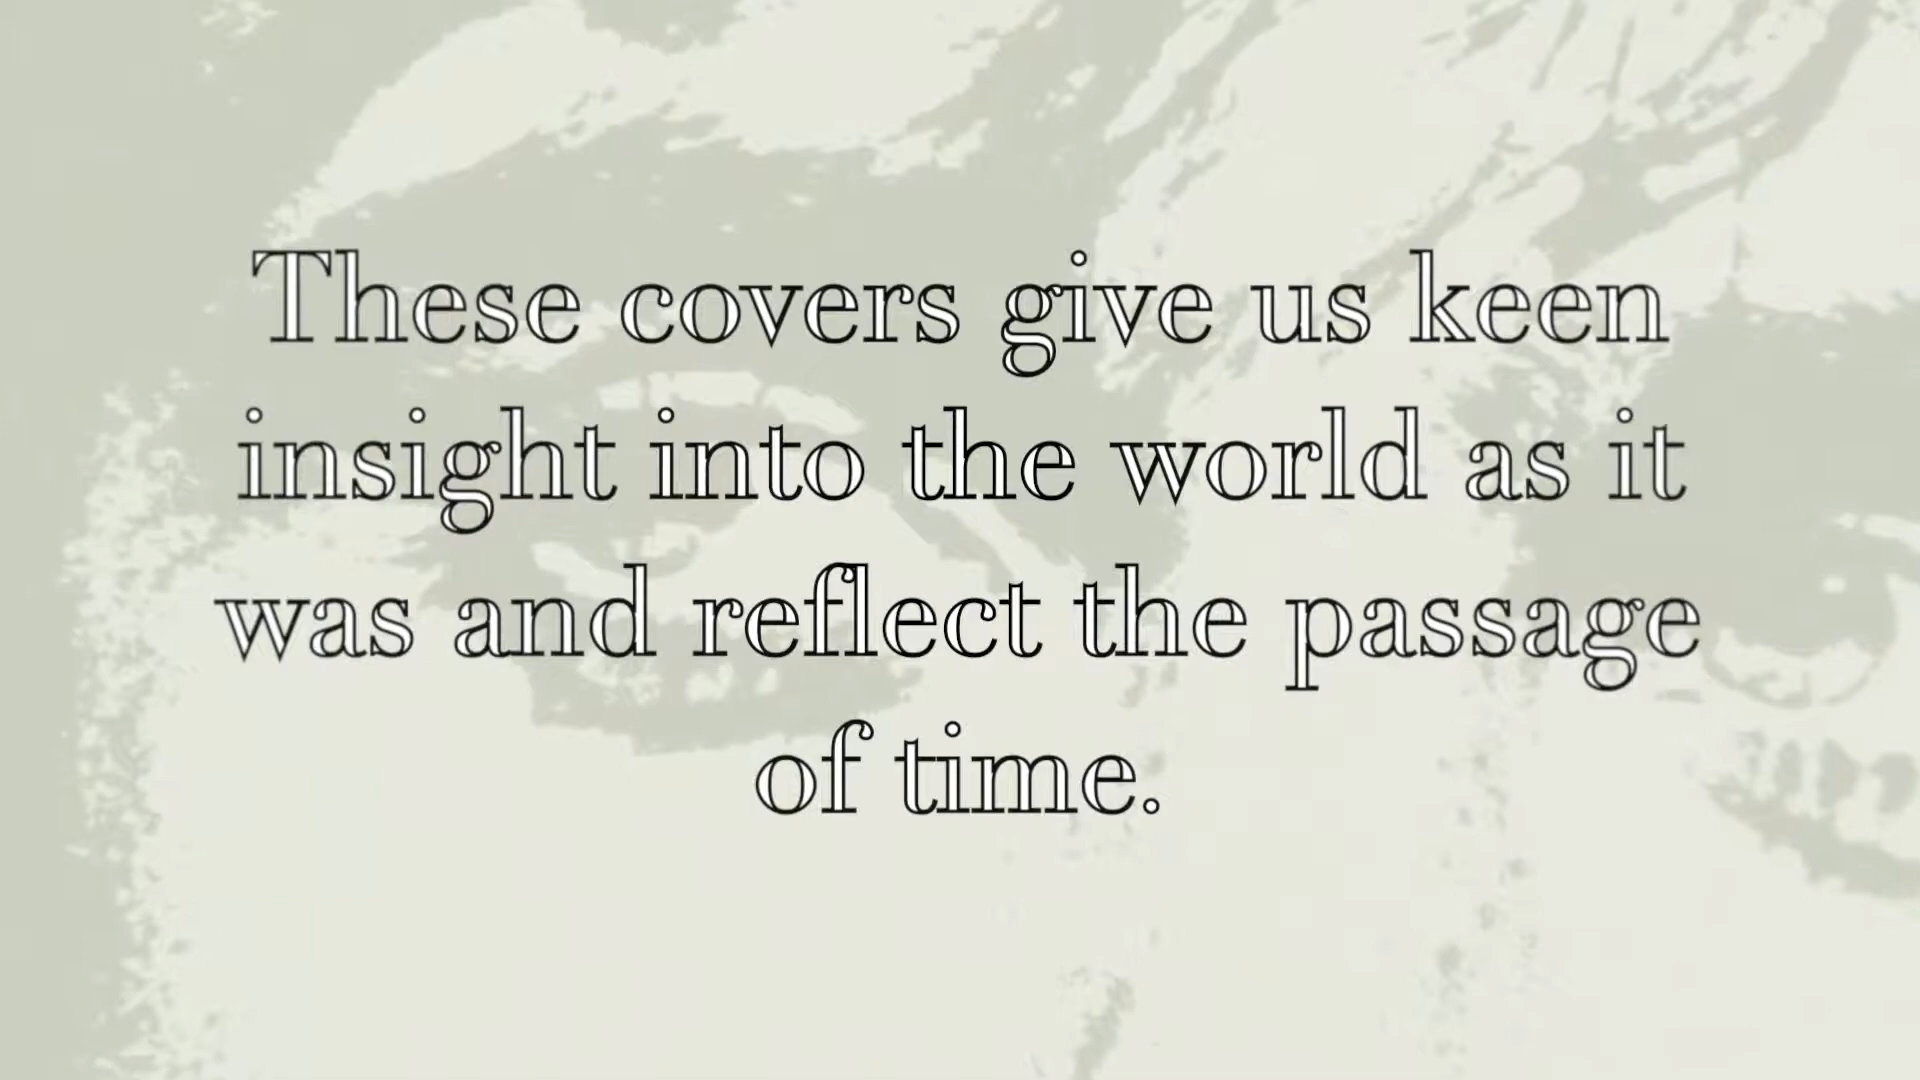 These covers give us keen
insight into the world as it
was and reflect the passage
of time.